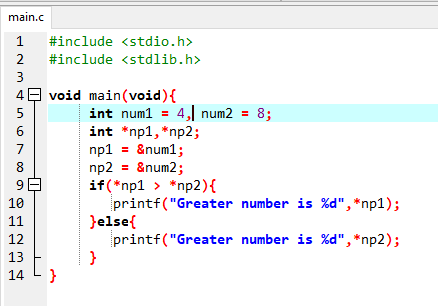 main.c
1 #include <stdio.h>
2 #include <stdlib.h>
3
4 void main(void){
5 int num1 = 4, num2 = 8;
6 int *np1,*np2;
7 np1 = &num1;
8 np2 = &num2;
9 if(*np1 > *np2){
10 printf("Greater number is %d",*np1);
11 }else{
12 printf("Greater number is %d",*np2);
13 }
14 }